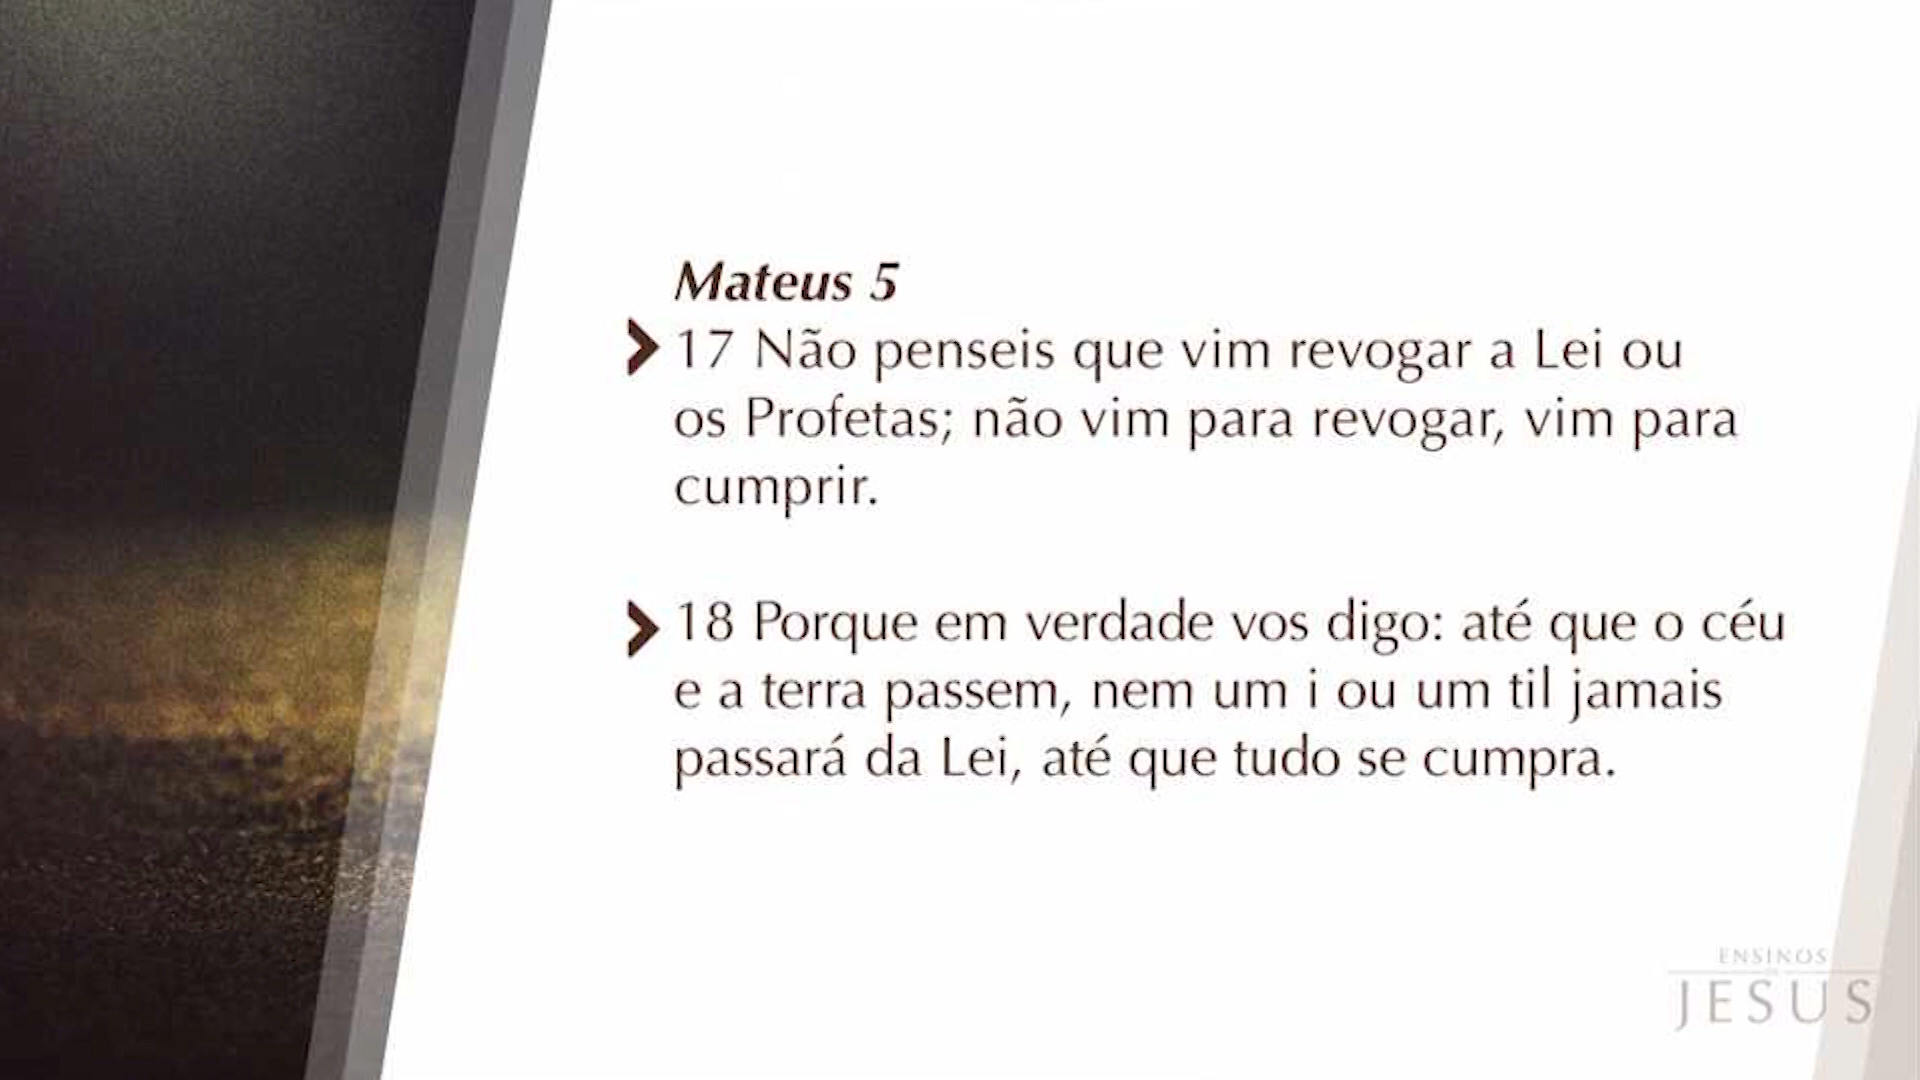 Mateus 5
17 Não penseis que vim revogar a Lei ou
os Profetas; não vim para revogar, vim para
cumprir.
18 Porque em verdade vos digo: até que o céu
e a terra passem, nem um i ou um til jamais
passará da Lei, até que tudo se cumpra.
ENSINOS
JESUS